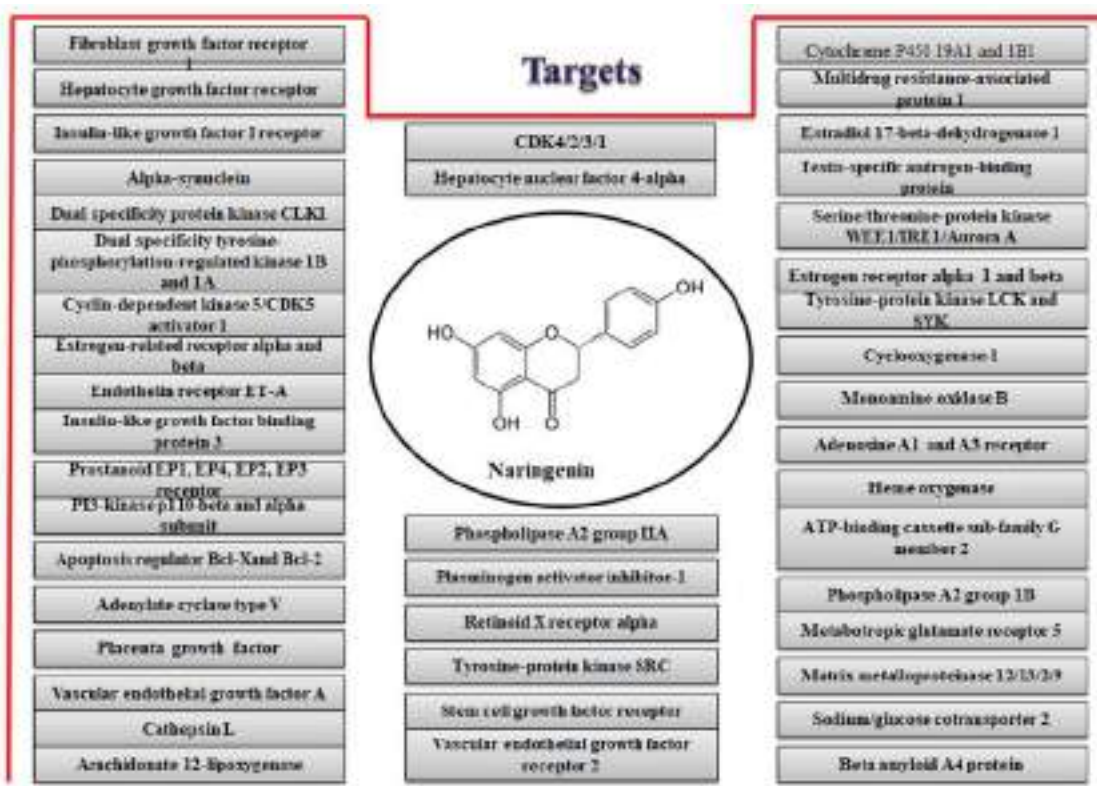 Targets
Fibroblast growth factor receptor
1
Hepatocyte growth factor receptor
Insulin-like growth factor I receptor
Alpha-synuclein
Dual specificity protein kinase CLK1
Dual specificity tyrosine
phosphorylation-regulated kinase 1B
and 1A
Cyclin-dependent kinase 5/CDK5
activator 1
Estrogen-related receptor alpha and
beta
Endothelin receptor ET-A
Insulin-like growth factor binding
protein 3
Prostanoid EP1, EP4, EP2, EP3
receptor
PI3-kinase p110-beta and alpha
subunit
Apoptosis regulator Bcl-Xand Bcl-2
Adenylate cyclase type V
Placenta growth factor
Vascular endothelial growth factor A
Cathepsin L
Arachidonate 12-lipoxygenase
CDK4/2/3/1
Hepatocyte nuclear factor 4-alpha
OH
HO
O
OH
O
Naringenin
Phospholipase A2 group IIA
Plasminogen activator inhibitor-1
Retinoid X receptor alpha
Tyrosine-protein kinase SRC
Stem cell growth factor receptor
Vascular endothelial growth factor
receptor 2
Cytochrome P450 19A1 and 1B1
Multidrug resistance-associated
protein 1
Estradiol 17-beta-dehydrogenase 1
Testis-specific androgen-binding
protein
Serine/threonine-protein kinase
WEE1/IRE1/Aurora A
Estrogen receptor alpha 1 and beta
Tyrosine-protein kinase LCK and
SYK
Cyclooxygenase-1
Monoamine oxidase B
Adenosine A1 and A3 receptor
Heme oxygenase
ATP-binding cassette sub-family G
member 2
Phospholipase A2 group 1B
Metabotropic glutamate receptor 5
Matrix metalloproteinase 12/13/2/9
Sodium/glucose cotransporter 2
Beta amyloid A4 protein